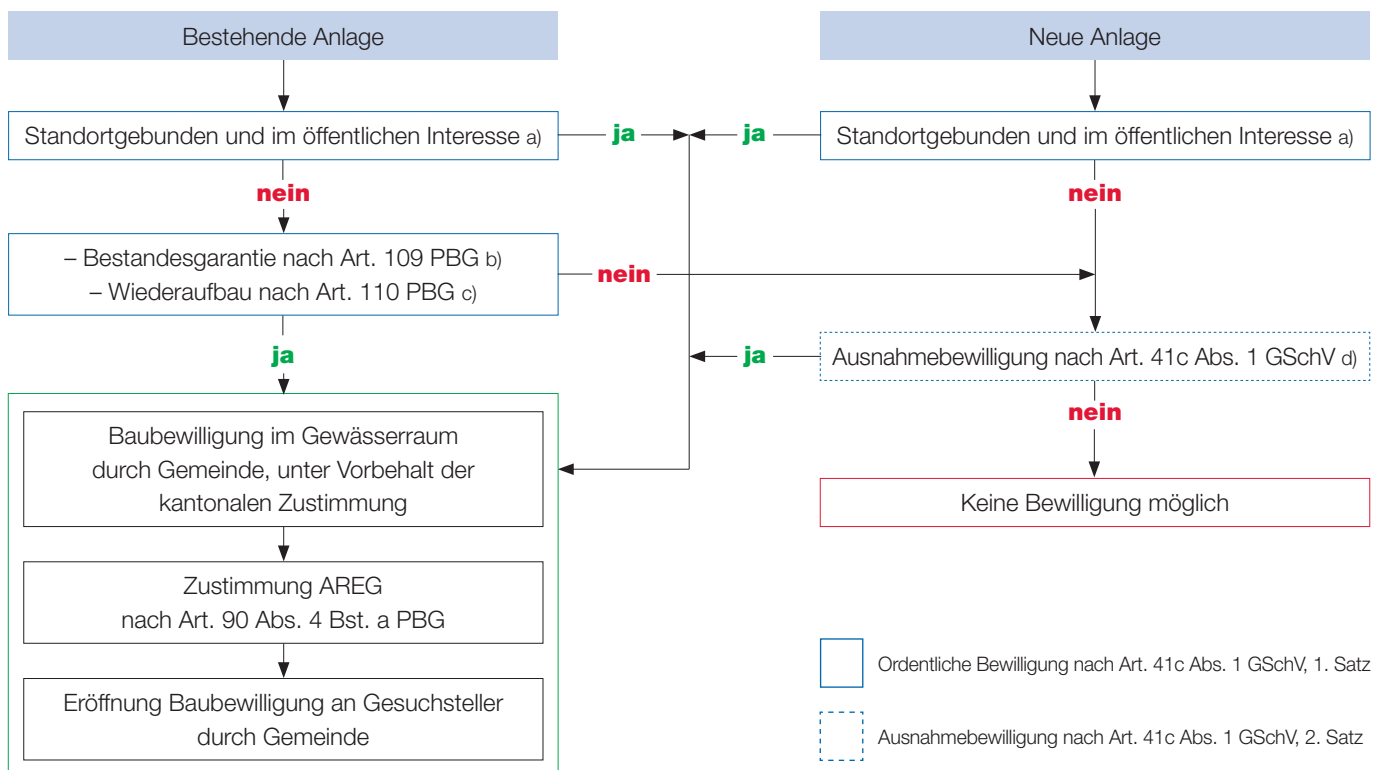 Bestehende Anlage
Neue Anlage
Standortgebunden und im öffentlichen Interesse a)
ja
ja
Standortgebunden und im öffentlichen Interesse a)
nein
nein
– Bestandesgarantie nach Art. 109 PBG b)
– Wiederaufbau nach Art. 110 PBG c)
nein
ja
ja
Ausnahmebewilligung nach Art. 41c Abs. 1 GSchV d)
nein
Baubewilligung im Gewässerraum
durch Gemeinde, unter Vorbehalt der
kantonalen Zustimmung
Keine Bewilligung möglich
Zustimmung AREG
nach Art. 90 Abs. 4 Bst. a PBG
Eröffnung Baubewilligung an Gesuchsteller
durch Gemeinde
Ordentliche Bewilligung nach Art. 41c Abs. 1 GSchV, 1. Satz
Ausnahmebewilligung nach Art. 41c Abs. 1 GSchV, 2. Satz